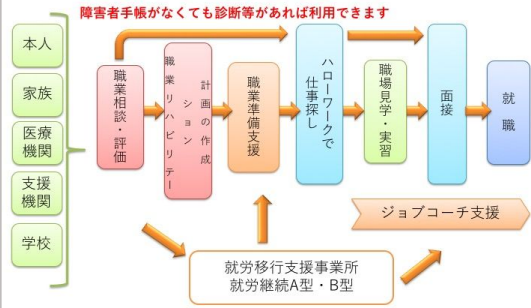 障害者手帳がなくても診断等があれば利用できます
本人
家族
医療
機関
支援
機関
学校
職業相談・評価
職業リハビリテー
ション
計画の作成
職業準備支援
ハローワークで
仕事探し
職場見学・実習
面接
就職
ジョブコーチ支援
就労移行支援事業所
就労継続A型・B型